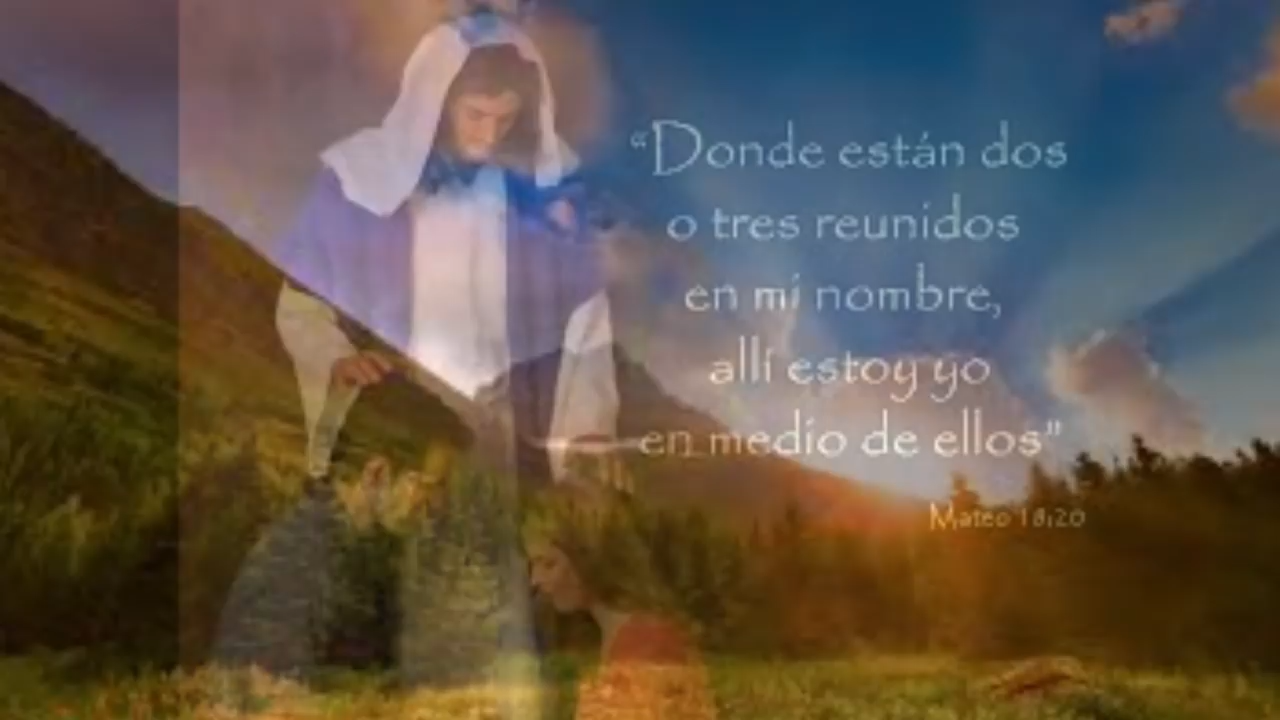 “Donde están dos
o tres reunidos
en mi nombre,
allí estoy yo
en medio de ellos”
Mateo 18:20